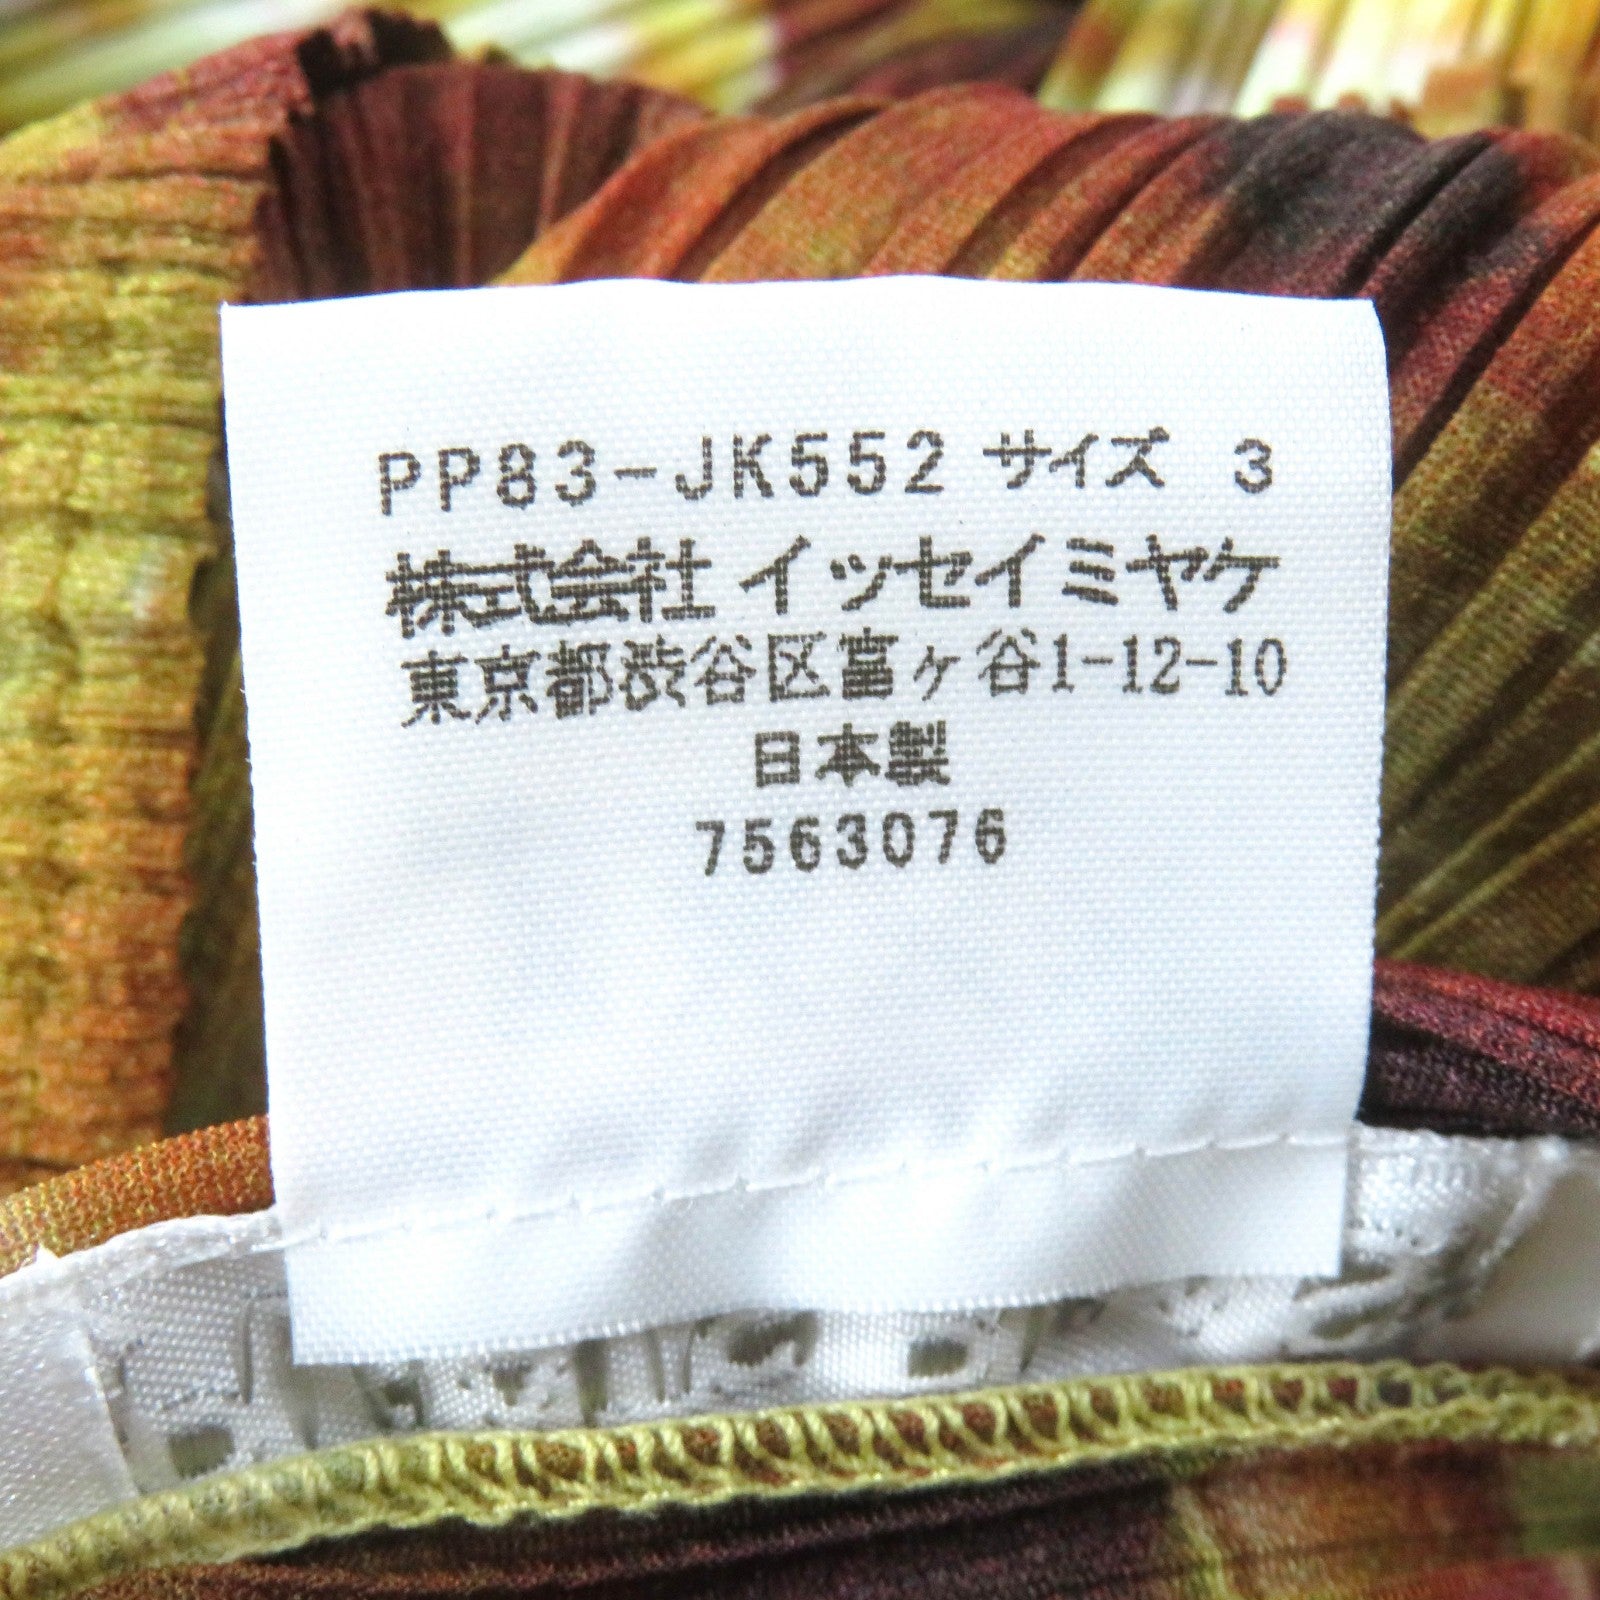 PP83-JK552 サイズ 3
株式会社 イッセイミヤケ
東京都渋谷区富ヶ谷1-12-10
日本製
7563076